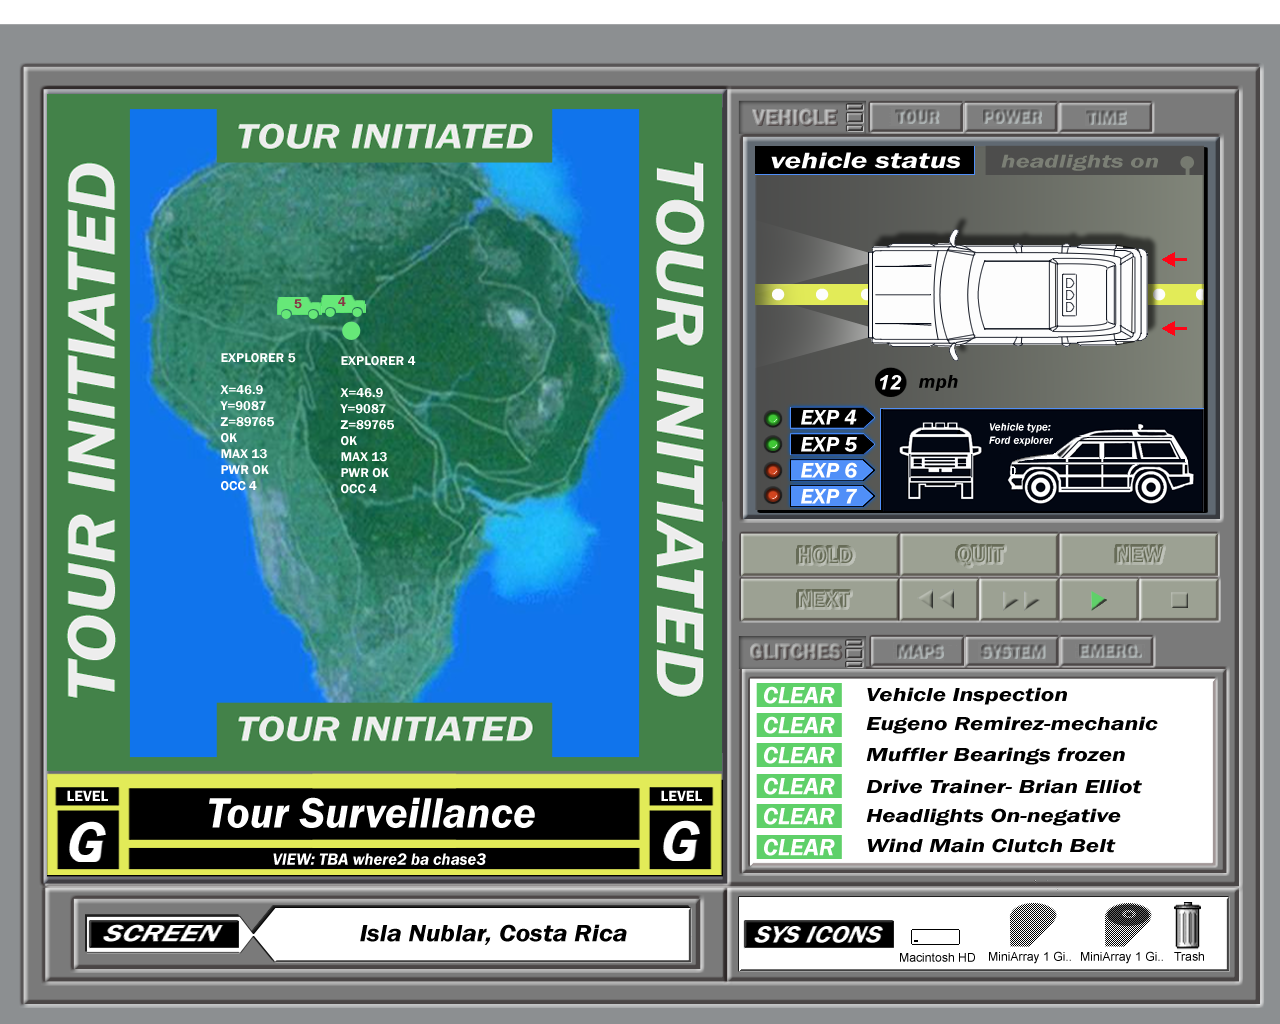 TOUR INITIATED
TOUR INITIATED
TOUR INITIATED
TOUR INITIATED
5
4
EXPLORER 5
X=46.9
Y=9087
Z=89765
OK
MAX 13
PWR OK
OCC 4
EXPLORER 4
X=46.9
Y=9087
Z=89765
OK
MAX 13
PWR OK
OCC 4
LEVEL
G
Tour Surveillance
VIEW: TBA where2 ba chase3
LEVEL
G
SCREEN
Isla Nublar, Costa Rica
VEHICLE
TOUR
POWER
TIME
vehicle status
headlights on
12 mph
EXP 4
EXP 5
EXP 6
EXP 7
Vehicle type:
Ford explorer
HOLD
QUIT
NEW
NEXT
GLITCHES
MAPS
SYSTEM
EMERG.
CLEAR Vehicle Inspection
CLEAR Eugeno Remirez-mechanic
CLEAR Muffler Bearings frozen
CLEAR Drive Trainer- Brian Elliot
CLEAR Headlights On-negative
CLEAR Wind Main Clutch Belt
SYS ICONS
Macintosh HD
MiniArray 1 Gi..
MiniArray 1 Gi..
Trash